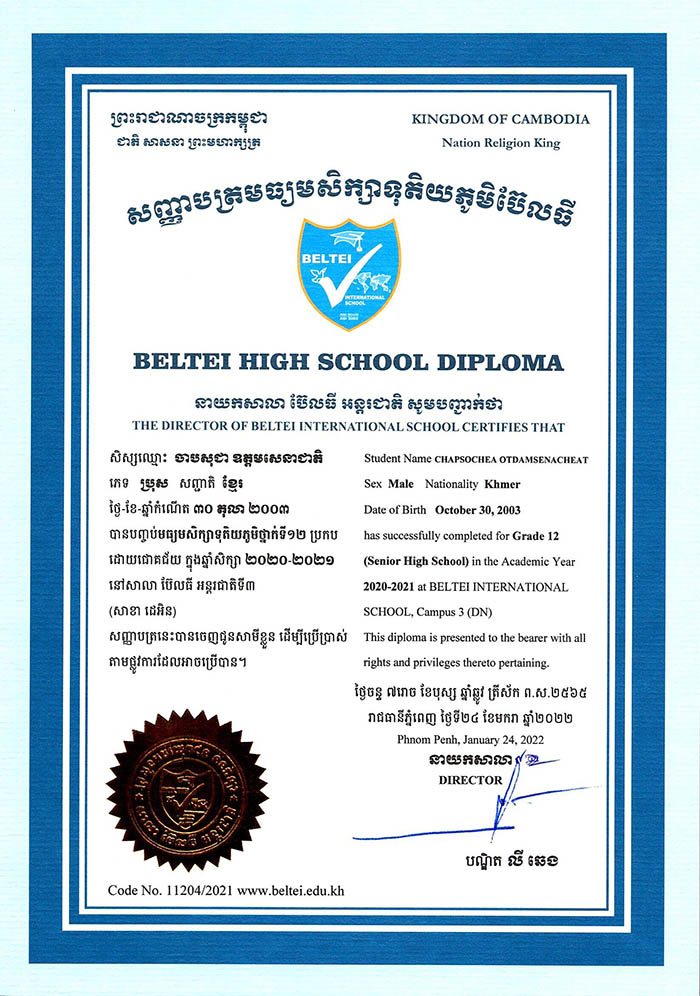 ព្រះរាជាណាចក្រកម្ពុជា
ជាតិ សាសនា ព្រះមហាក្សត្រ
KINGDOM OF CAMBODIA
Nation Religion King
សញ្ញាបត្រមធ្យមសិក្សាទុតិយភូមិប៊ែលធី
BELTEI
INTERNATIONAL
SCHOOL
BELTEI HIGH SCHOOL DIPLOMA
នាយកសាលា ប៊ែលធី អន្តរជាតិ សូមបញ្ជាក់ថា
THE DIRECTOR OF BELTEI INTERNATIONAL SCHOOL CERTIFIES THAT
សិស្សឈ្មោះ ចាបសុជា ឧត្តមសេនាជាតិ
ភេទ ប្រុស សញ្ជាតិ ខ្មែរ
ថ្ងៃ-ខែ-ឆ្នាំកំណើត ៣០ តុលា ២០០៣
បានបញ្ចប់មធ្យមសិក្សាទុតិយភូមិថ្នាក់ទី១២ ប្រកប
ដោយជោគជ័យ ក្នុងឆ្នាំសិក្សា ២០២០-២០២១
នៅសាលា ប៊ែលធី អន្តរជាតិទី៣
(សាខា ដេអិន)
សញ្ញាបត្រនេះបានចេញជូនសាមីខ្លួន ដើម្បីប្រើប្រាស់
តាមផ្លូវការដែលអាចប្រើបាន។
Student Name CHAPSOCHEA OTDAMSENACHEAT
Sex Male Nationality Khmer
Date of Birth October 30, 2003
has successfully completed for Grade 12
(Senior High School) in the Academic Year
2020-2021 at BELTEI INTERNATIONAL
SCHOOL, Campus 3 (DN)
This diploma is presented to the bearer with all
rights and privileges thereto pertaining.
ថ្ងៃចន្ទ ៧រោច ខែបុស្ស ឆ្នាំឆ្លូវ ត្រីស័ក ព.ស.២៥៦៥
រាជធានីភ្នំពេញ ថ្ងៃទី២៤ ខែមករា ឆ្នាំ២០២២
Phnom Penh, January 24, 2022
នាយកសាលា
DIRECTOR
បណ្ឌិត លី ឆេង
Code No. 11204/2021 www.beltei.edu.kh